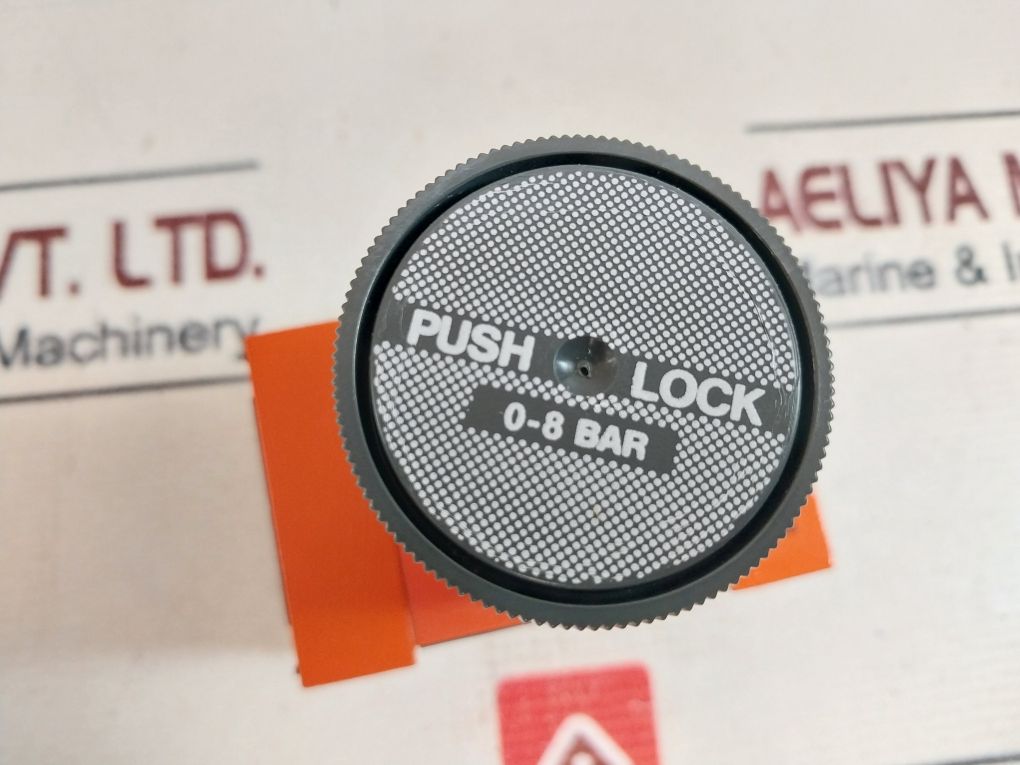 VT. LTD.
Machinery
AELIYA
Marine &
PUSH LOCK
0-8 BAR